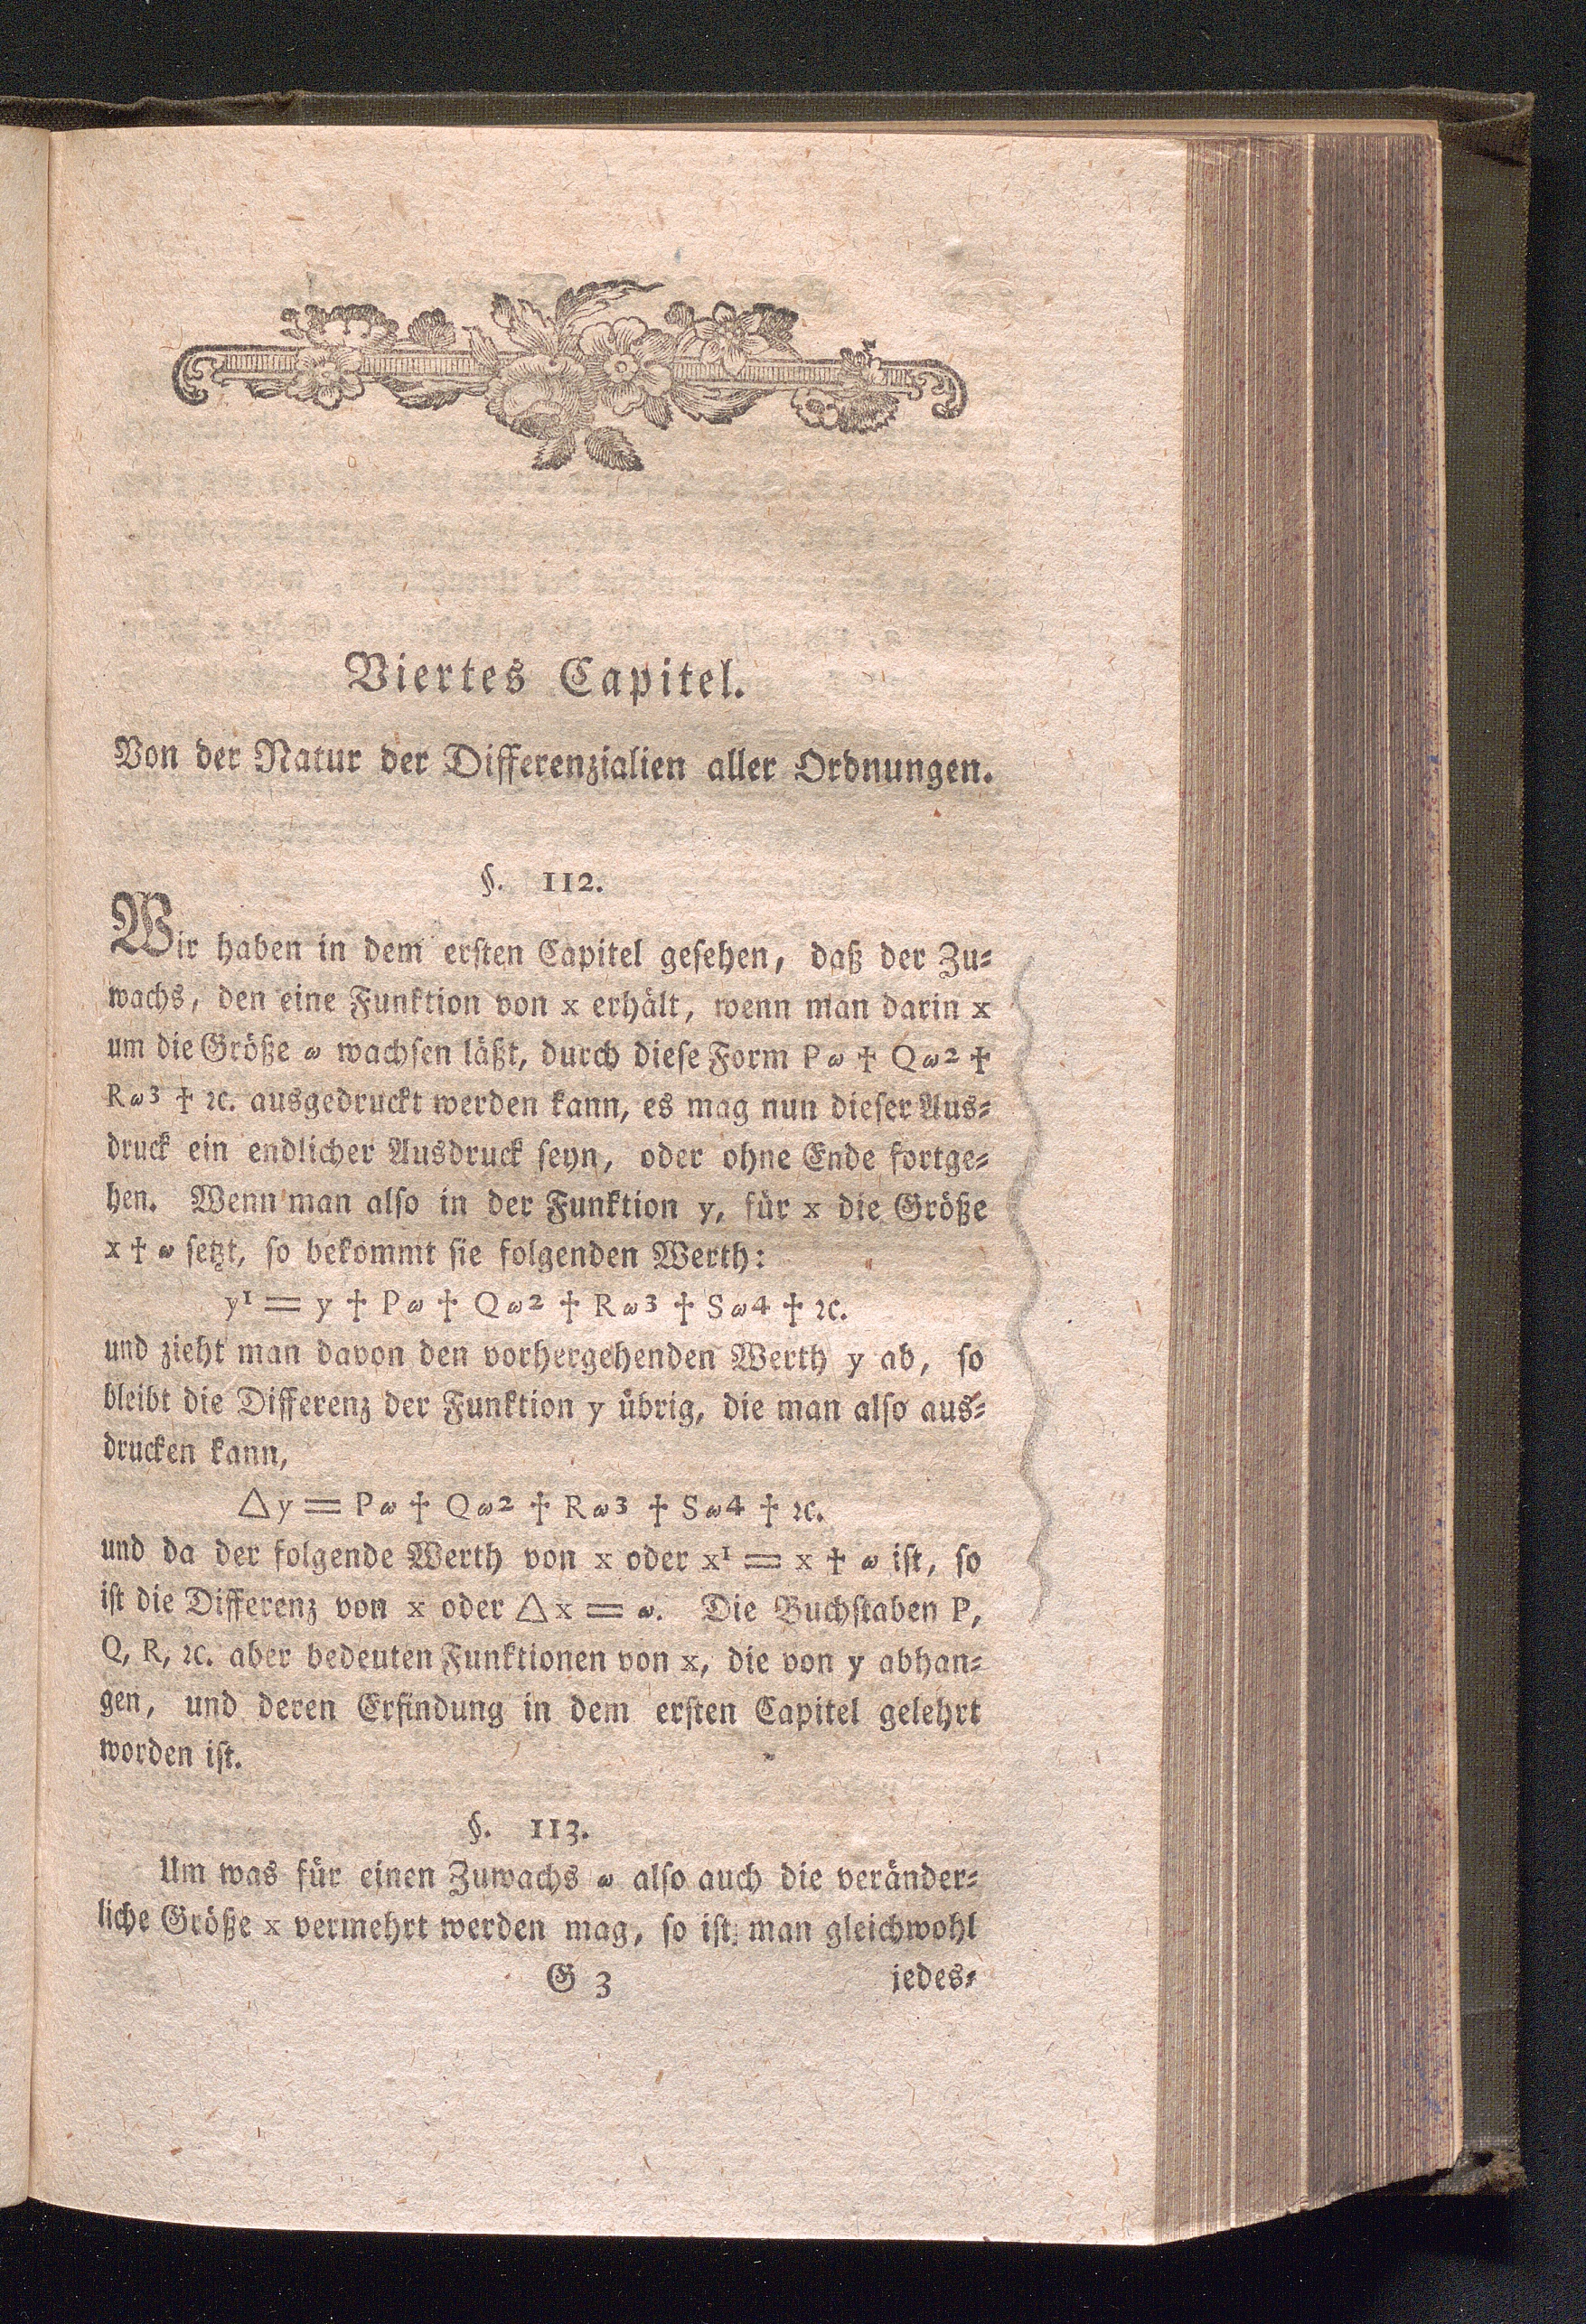 Viertes Capitel.
Von der Natur der Differenzialien aller Ordnungen.
§. 112.
Wir haben in dem ersten Capitel gesehen, daß der Zu-
wachs, den eine Funktion von x erhält, wenn man darin x
um die Größe ω wachsen läßt, durch diese Form Pω † Qω2 †
Rω3 † ꝛc. ausgedruckt werden kann, es mag nun dieser Aus-
druck ein endlicher Ausdruck seyn, oder ohne Ende fortge-
hen. Wenn man also in der Funktion y, für x die Größe
x † ω setzt, so bekommt sie folgenden Werth:
y¹ = y † Pω † Qω2 † Rω3 † Sω4 † ꝛc.
und zieht man davon den vorhergehenden Werth y ab, so
bleibt die Differenz der Funktion y übrig, die man also aus-
drucken kann,
△y = Pω † Qω2 † Rω3 † Sω4 † ꝛc.
und da der folgende Werth von x oder x¹ = x † ω ist, so
ist die Differenz von x oder △x = ω. Die Buchstaben P,
Q, R, ꝛc. aber bedeuten Funktionen von x, die von y abhan-
gen, und deren Erfindung in dem ersten Capitel gelehrt
worden ist.
§. 113.
Um was für einen Zuwachs ω also auch die veränder-
liche Größe x vermehrt werden mag, so ist man gleichwohl
G 3 jedes-